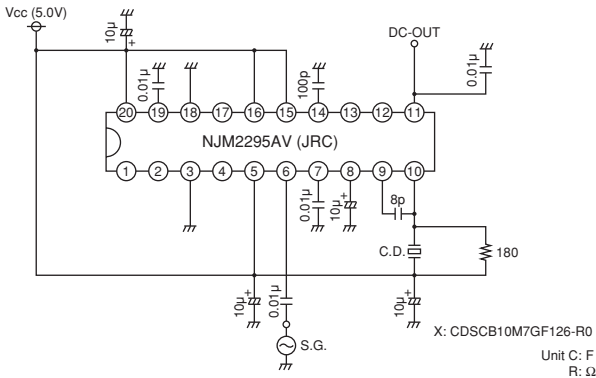 Vcc (5.0V)
10μ
+
DC-OUT
0.01μ
100p
0.01μ
20 19 18 17 16 15 14 13 12 11
NJM2295AV (JRC)
1 2 3 4 5 6 7 8 9 10
0.01μ
10μ
+
8p
C.D.
180
10μ
+
0.01μ
10μ
+
S.G.
X: CDSCB10M7GF126-R0
Unit C: F
R: Ω